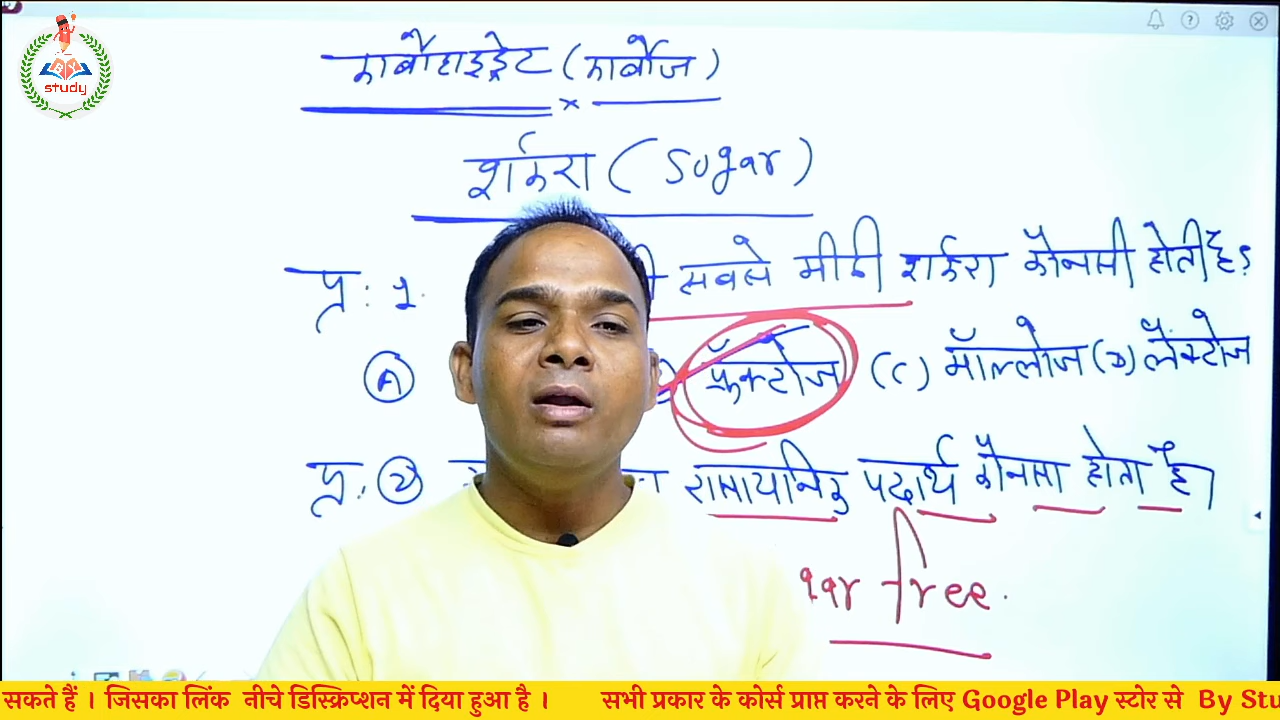 BY
study
कार्बोहाइड्रेट (कार्बोज)
शर्करा (Sugar)
प्र: 1. सबसे मीठी शर्करा कौनसी होती है?
(A) फ्रुक्टोज (C) मॉल्टोज (D) लैक्टोज
प्र. 2 रासायनिक पदार्थ कौनसा होता है।
free.
सकते हैं । जिसका लिंक नीचे डिस्क्रिप्शन में दिया हुआ है । सभी प्रकार के कोर्स प्राप्त करने के लिए Google Play स्टोर से By Stu